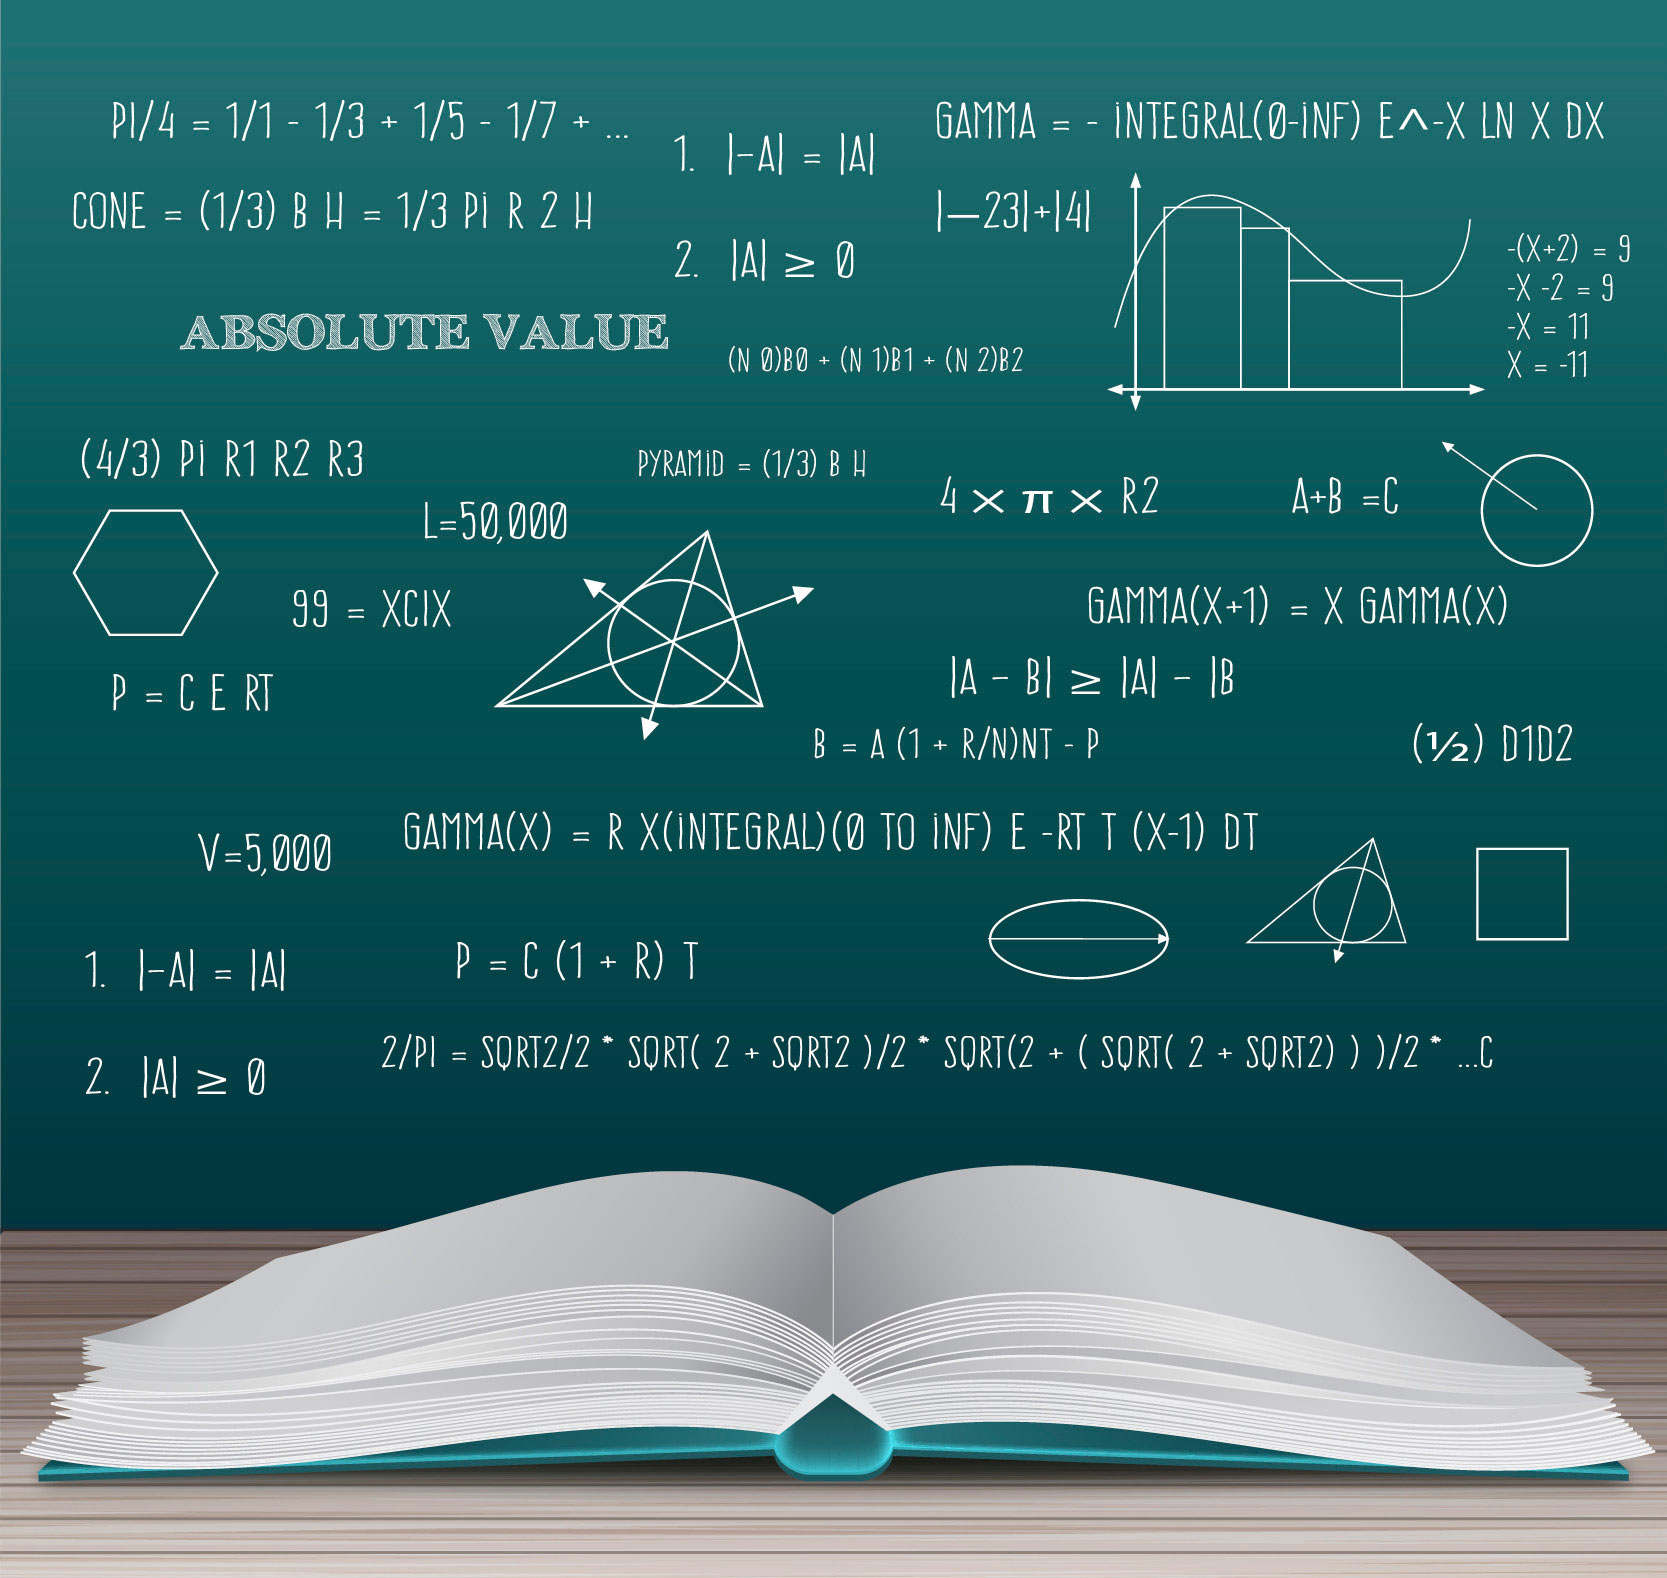 PI/4 = 1/1 - 1/3 + 1/5 - 1/7 + ...
1. |-A| = |A|
GAMMA = - INTEGRAL(0-INF) E^-X LN X DX
CONE = (1/3) B H = 1/3 PI R 2 H
2. |A| ≥ 0
|—23|+|4|
-(X+2) = 9
-X -2 = 9
-X = 11
X = -11
ABSOLUTE VALUE
(N 0)B0 + (N 1)B1 + (N 2)B2
(4/3) PI R1 R2 R3
PYRAMID = (1/3) B H
L=50,000
4 × π × R2
A+B =C
99 = XCIX
GAMMA(X+1) = X GAMMA(X)
P = C E RT
|A - B| ≥ |A| - |B
B = A (1 + R/N)NT - P
(½) D1D2
V=5,000
GAMMA(X) = R X(INTEGRAL)(0 TO INF) E -RT T (X-1) DT
1. |-A| = |A|
P = C (1 + R) T
2. |A| ≥ 0
2/PI = SQRT2/2 * SQRT( 2 + SQRT2 )/2 * SQRT(2 + ( SQRT( 2 + SQRT2) ) )/2 * ...C